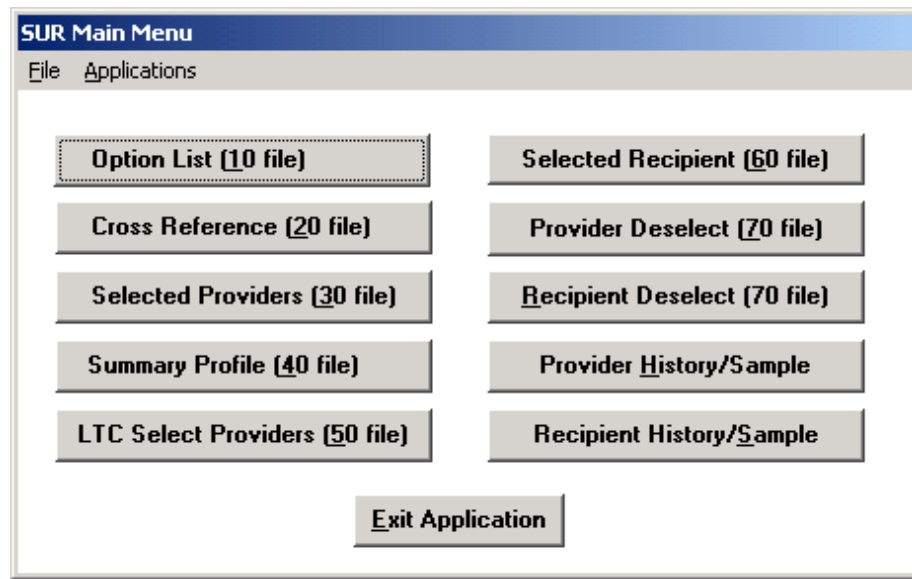 SUR Main Menu
File Applications
Option List (10 file)
Selected Recipient (60 file)
Cross Reference (20 file)
Provider Deselect (70 file)
Selected Providers (30 file)
Recipient Deselect (70 file)
Summary Profile (40 file)
Provider History/Sample
LTC Select Providers (50 file)
Recipient History/Sample
Exit Application